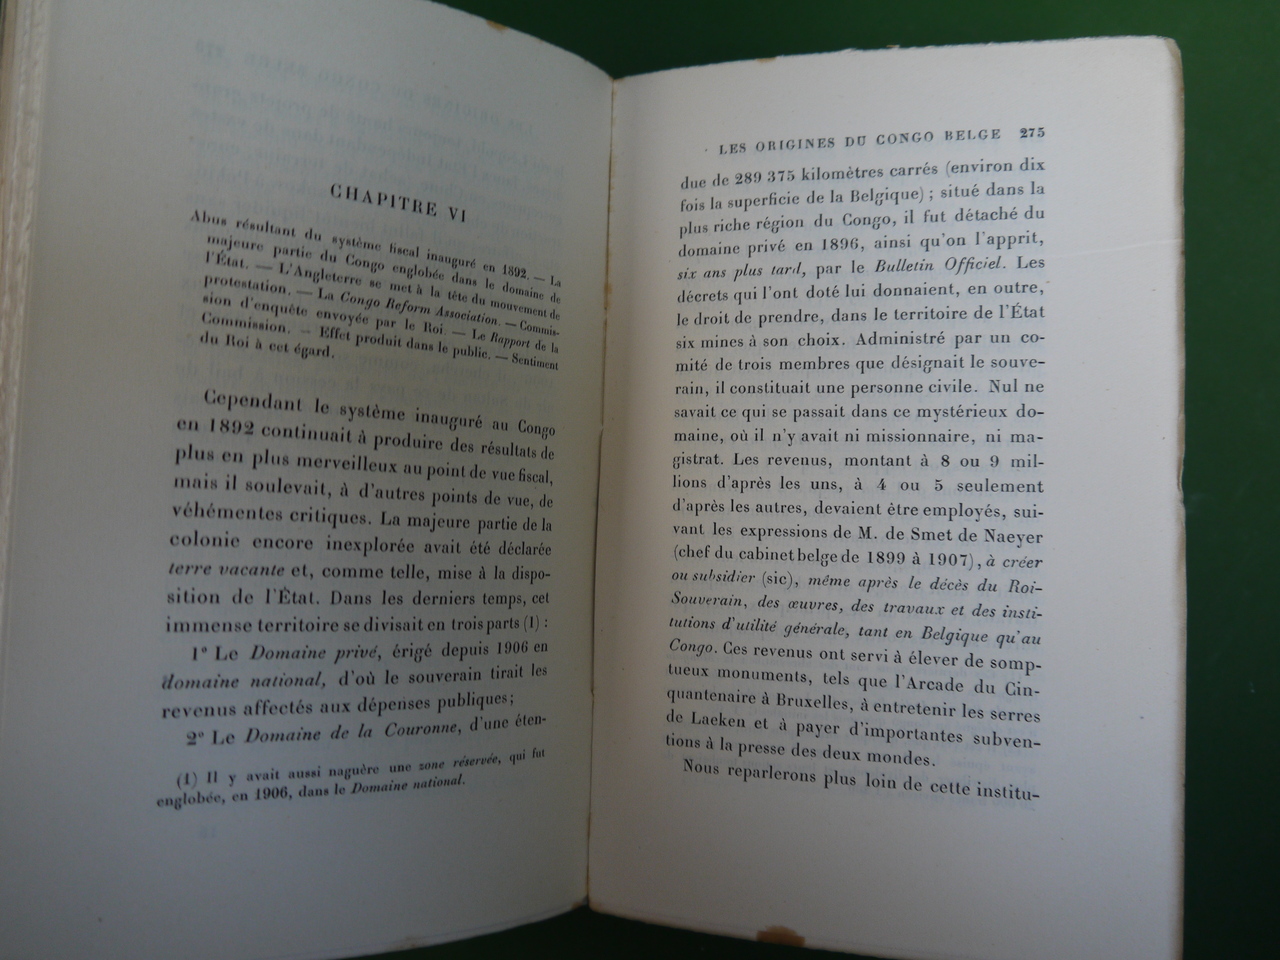 CHAPITRE VI
Abus résultant du système fiscal inauguré en 1892. — La
majeure partie du Congo englobée dans le domaine de
l'État. — L'Angleterre se met à la tête du mouvement de
protestation. — La Congo Reform Association. — Commis-
sion d'enquête envoyée par le Roi. — Le Rapport de la
Commission. — Effet produit dans le public. — Sentiment
du Roi à cet égard.
Cependant le système inauguré au Congo
en 1892 continuait à produire des résultats de
plus en plus merveilleux au point de vue fiscal,
mais il soulevait, à d'autres points de vue, de
véhémentes critiques. La majeure partie de la
colonie encore inexplorée avait été déclarée
terre vacante et, comme telle, mise à la dispo-
sition de l'État. Dans les derniers temps, cet
immense territoire se divisait en trois parts (1) :
1° Le Domaine privé, érigé depuis 1906 en
domaine national, d'où le souverain tirait les
revenus affectés aux dépenses publiques;
2° Le Domaine de la Couronne, d'une éten-
(1) Il y avait aussi naguère une zone réservée, qui fut
englobée, en 1906, dans le Domaine national.
LES ORIGINES DU CONGO BELGE 275
due de 289 375 kilomètres carrés (environ dix
fois la superficie de la Belgique) ; situé dans la
plus riche région du Congo, il fut détaché du
domaine privé en 1896, ainsi qu'on l'apprit,
six ans plus tard, par le Bulletin Officiel. Les
décrets qui l'ont doté lui donnaient, en outre,
le droit de prendre, dans le territoire de l'État
six mines à son choix. Administré par un co-
mité de trois membres que désignait le souve-
rain, il constituait une personne civile. Nul ne
savait ce qui se passait dans ce mystérieux do-
maine, où il n'y avait ni missionnaire, ni ma-
gistrat. Les revenus, montant à 8 ou 9 mil-
lions d'après les uns, à 4 ou 5 seulement
d'après les autres, devaient être employés, sui-
vant les expressions de M. de Smet de Naeyer
(chef du cabinet belge de 1899 à 1907), à créer
ou subsidier (sic), même après le décès du Roi-
Souverain, des œuvres, des travaux et des insti-
tutions d'utilité générale, tant en Belgique qu'au
Congo. Ces revenus ont servi à élever de somp-
tueux monuments, tels que l'Arcade du Cin-
quantenaire à Bruxelles, à entretenir les serres
de Laeken et à payer d'importantes subven-
tions à la presse des deux mondes.
Nous reparlerons plus loin de cette institu-